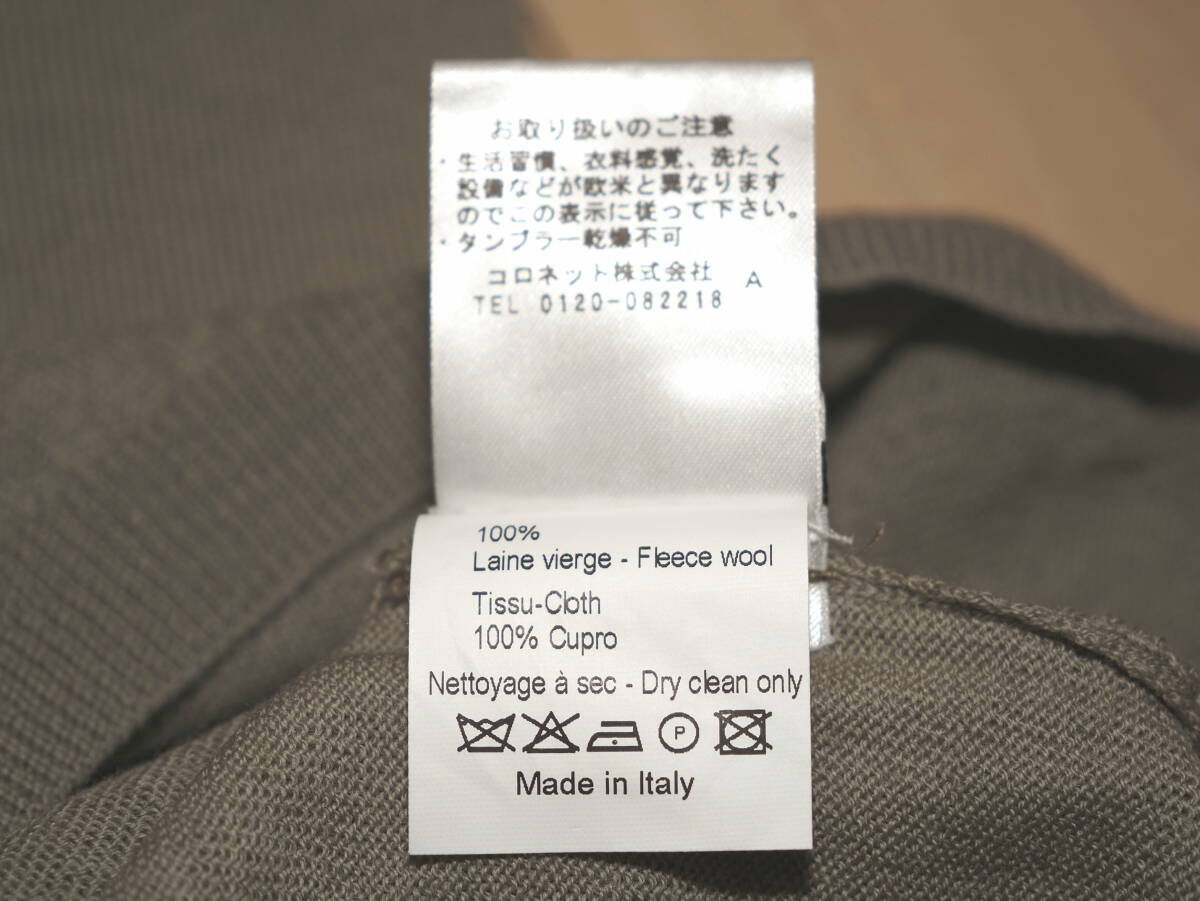 お取り扱いのご注意
・生活習慣、衣料感覚、洗たく
設備などが欧米と異なります
のでこの表示に従って下さい。
・タンブラー乾燥不可
コロネット株式会社 A
TEL 0120-082218
100%
Laine vierge - Fleece wool
Tissu-Cloth
100% Cupro
Nettoyage à sec - Dry clean only
P
Made in Italy